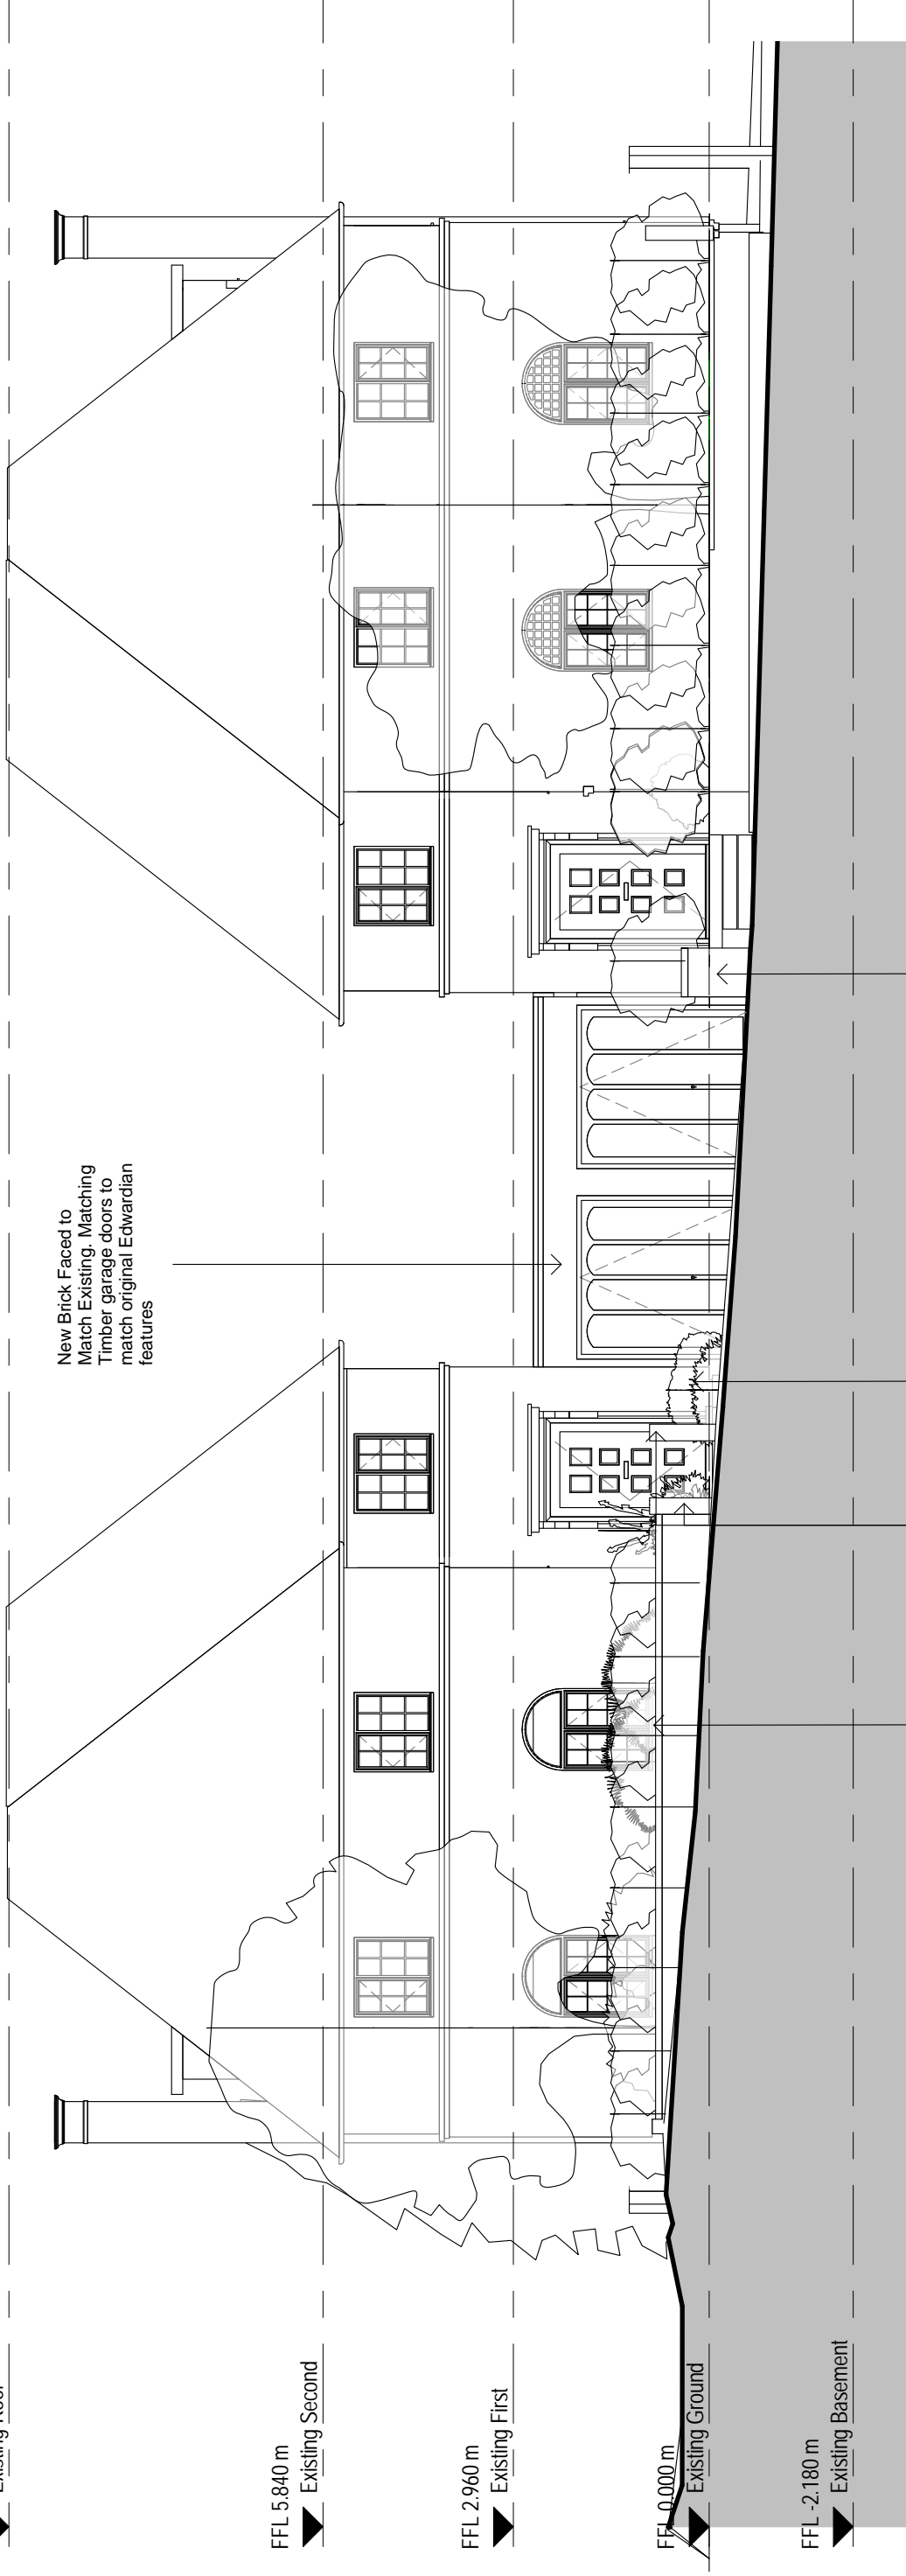 New Brick Faced to
Match Existing. Matching
Timber garage doors to
match original Edwardian
features
FFL 5.840 m
Existing Second
FFL 2.960 m
Existing First
FFL 0.000 m
Existing Ground
FFL -2.180 m
Existing Basement